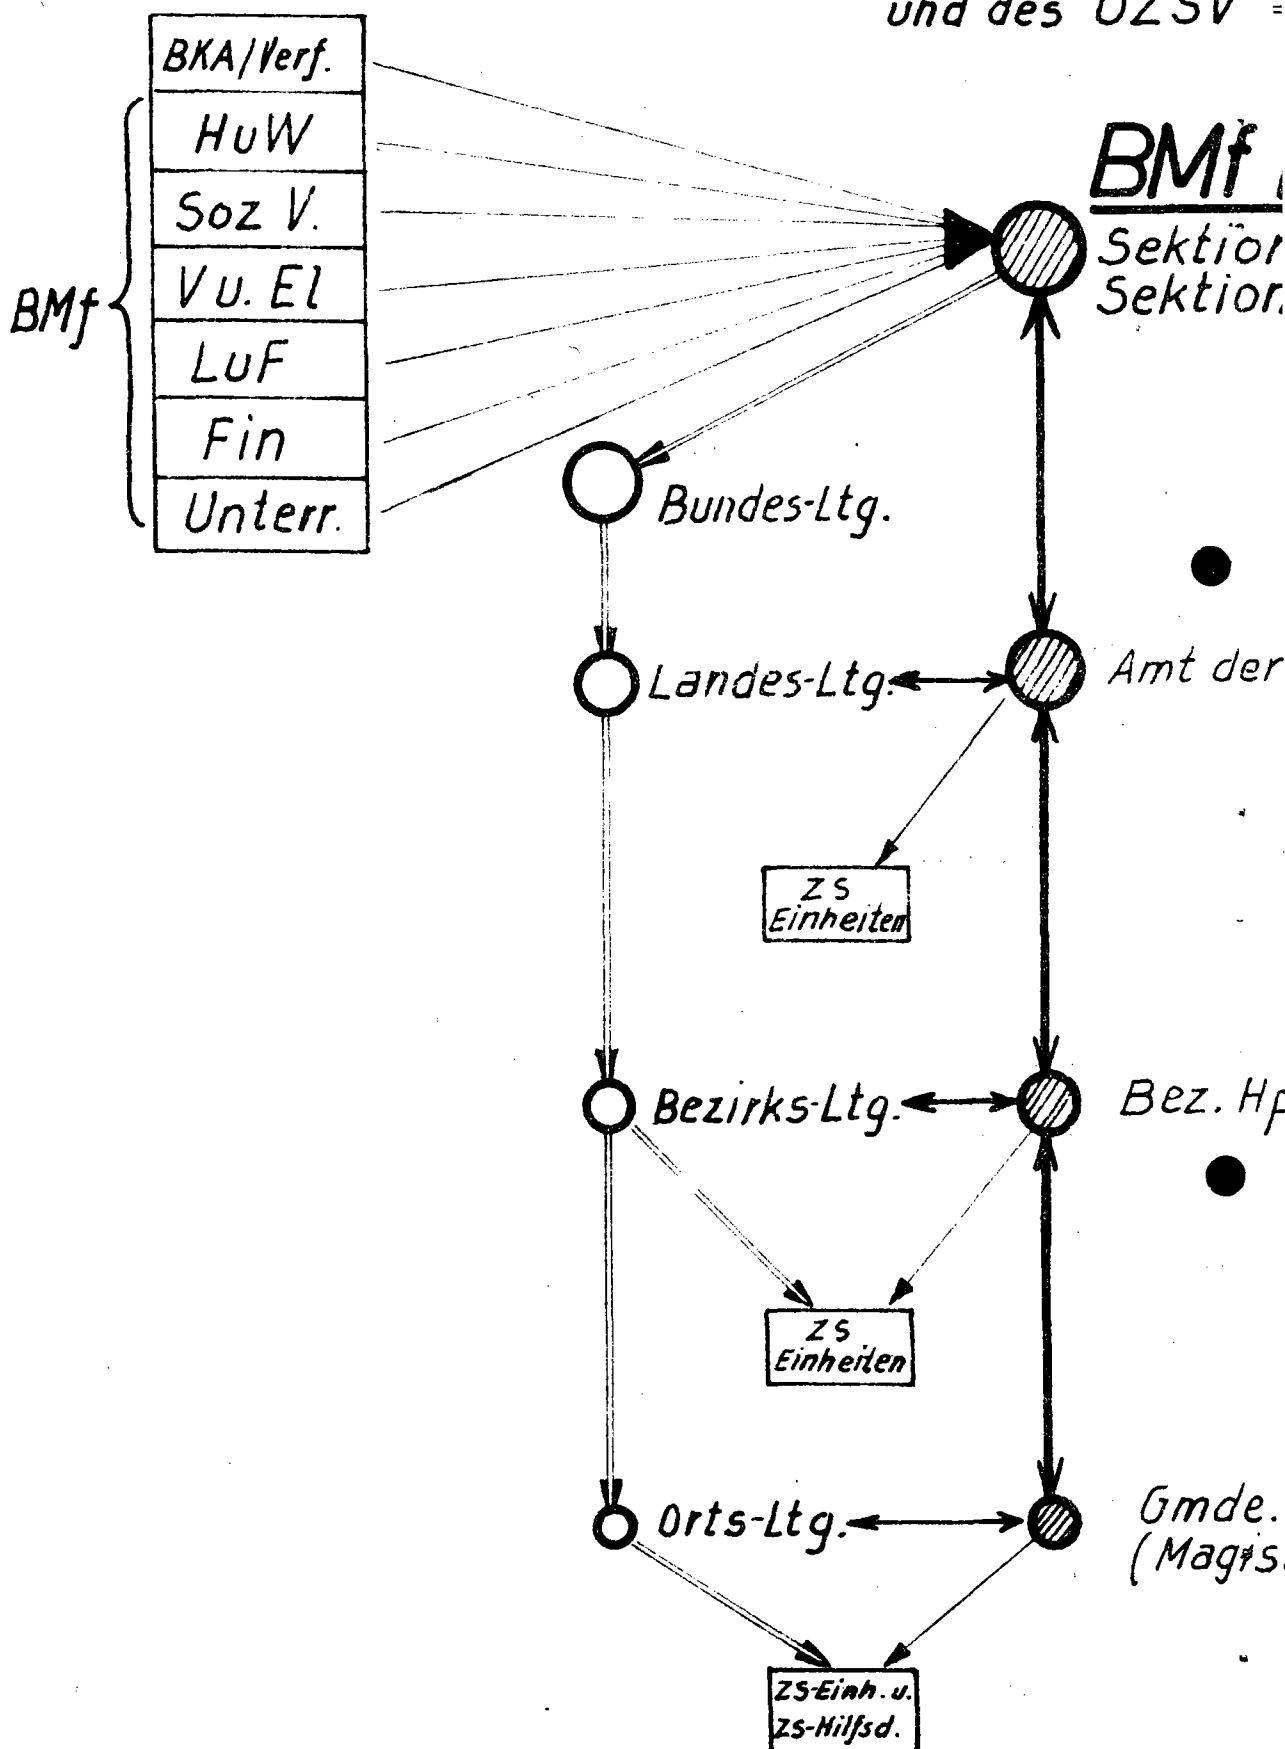 und des ÖZSV =
BKA/Verf.
HuW
Soz V.
V u. El
LuF
Fin
Unterr.
BMf
BMf
Sektion
Sektion
Bundes-Ltg.
Landes-Ltg.
Amt der
ZS
Einheiten
Bezirks-Ltg.
Bez. Hp
ZS
Einheiten
Orts-Ltg.
Gmde.
(Magis.
ZS-Einh. u.
ZS-Hilfsd.